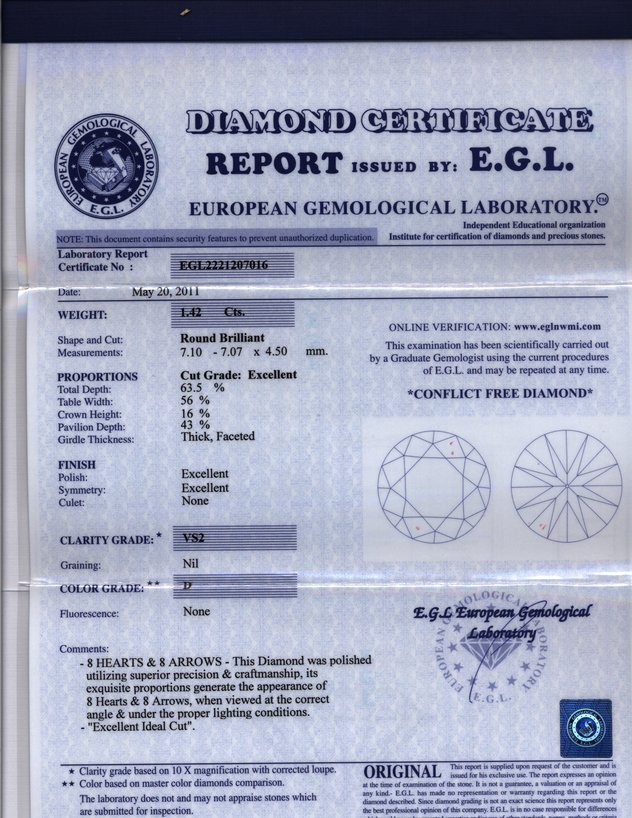 DIAMOND CERTIFICATE
REPORT ISSUED BY: E.G.L.
EUROPEAN GEMOLOGICAL LABORATORY
E.G.L.
EUROPEAN GEMOLOGICAL LABORATORY.™
Independent Educational organization
NOTE: This document contains security features to prevent unauthorized duplication.
Institute for certification of diamonds and precious stones.
Laboratory Report
Certificate No : EGL2221207016
Date: May 20, 2011
WEIGHT: 1.42 Cts.
Shape and Cut: Round Brilliant
Measurements: 7.10 - 7.07 x 4.50 mm.
PROPORTIONS Cut Grade: Excellent
Total Depth: 63.5 %
Table Width: 56 %
Crown Height: 16 %
Pavilion Depth: 43 %
Girdle Thickness: Thick, Faceted
FINISH
Polish: Excellent
Symmetry: Excellent
Culet: None
CLARITY GRADE: * VS2
Graining: Nil
COLOR GRADE: ** D
Fluorescence: None
Comments:
- 8 HEARTS & 8 ARROWS - This Diamond was polished
utilizing superior precision & craftmanship, its
exquisite proportions generate the appearance of
8 Hearts & 8 Arrows, when viewed at the correct
angle & under the proper lighting conditions.
- "Excellent Ideal Cut".
ONLINE VERIFICATION: www.eglnwmi.com
This examination has been scientifically carried out
by a Graduate Gemologist using the current procedures
of E.G.L. and may be repeated at any time.
*CONFLICT FREE DIAMOND*
E.G.L European Gemological
Laboratory
EUROPEAN GEMOLOGICAL LABORATORY
E.G.L.
* Clarity grade based on 10 X magnification with corrected loupe.
** Color based on master color diamonds comparison.
The laboratory does not and may not appraise stones which
are submitted for inspection.
ORIGINAL This report is supplied upon request of the customer and is
issued for his exclusive use. The report expresses an opinion
at the time of examination of the stone. It is not a guarantee, a valuation or an appraisal of
any kind.- E.G.L. has made no representation or warranty regarding this report or the
diamond described. Since diamond grading is not an exact science this report represents only
the best professional opinion of this company. E.G.L. is in no case responsible for differences